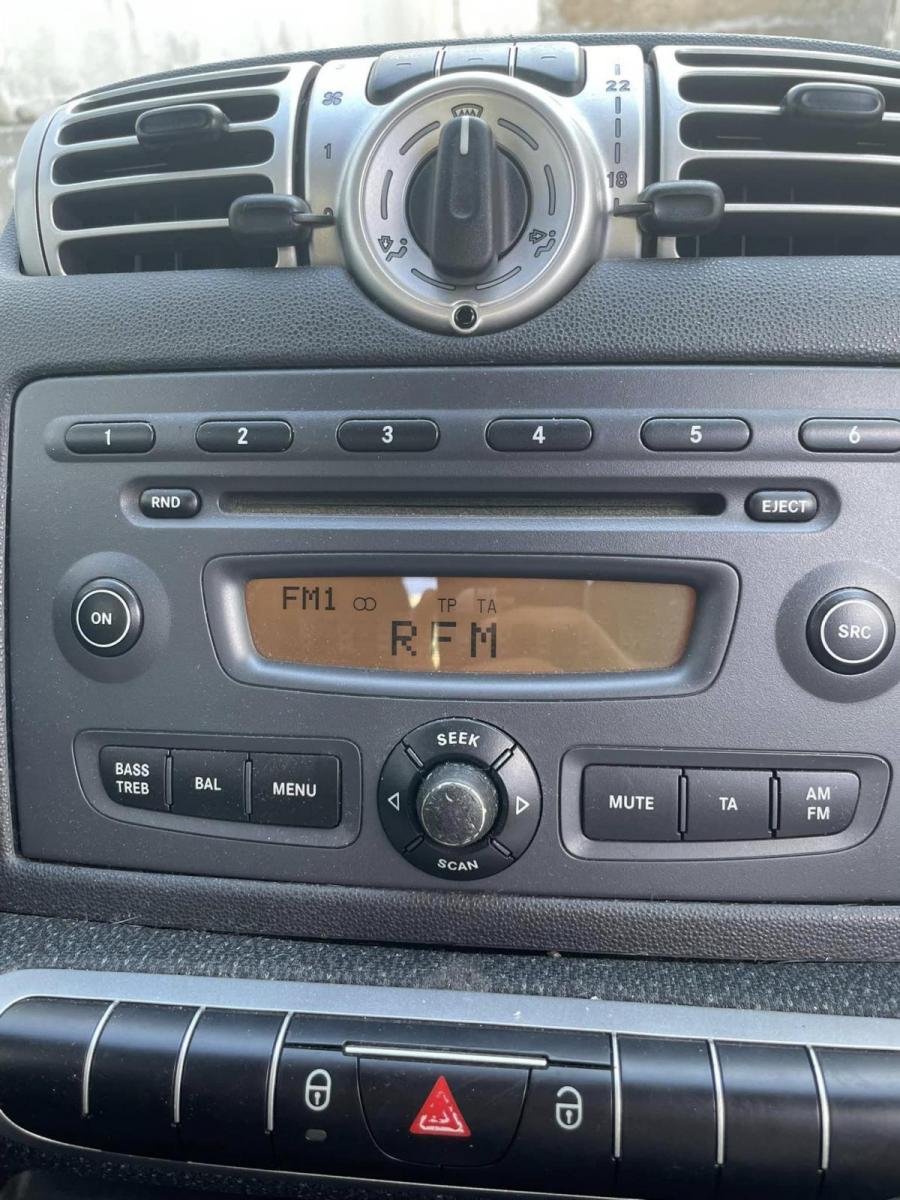 22
1
18
0
1 2 3 4 5 6
RND EJECT
FM1 TP TA
ON RFM SRC
SEEK
BASS TREB BAL MENU MUTE TA AM FM
SCAN